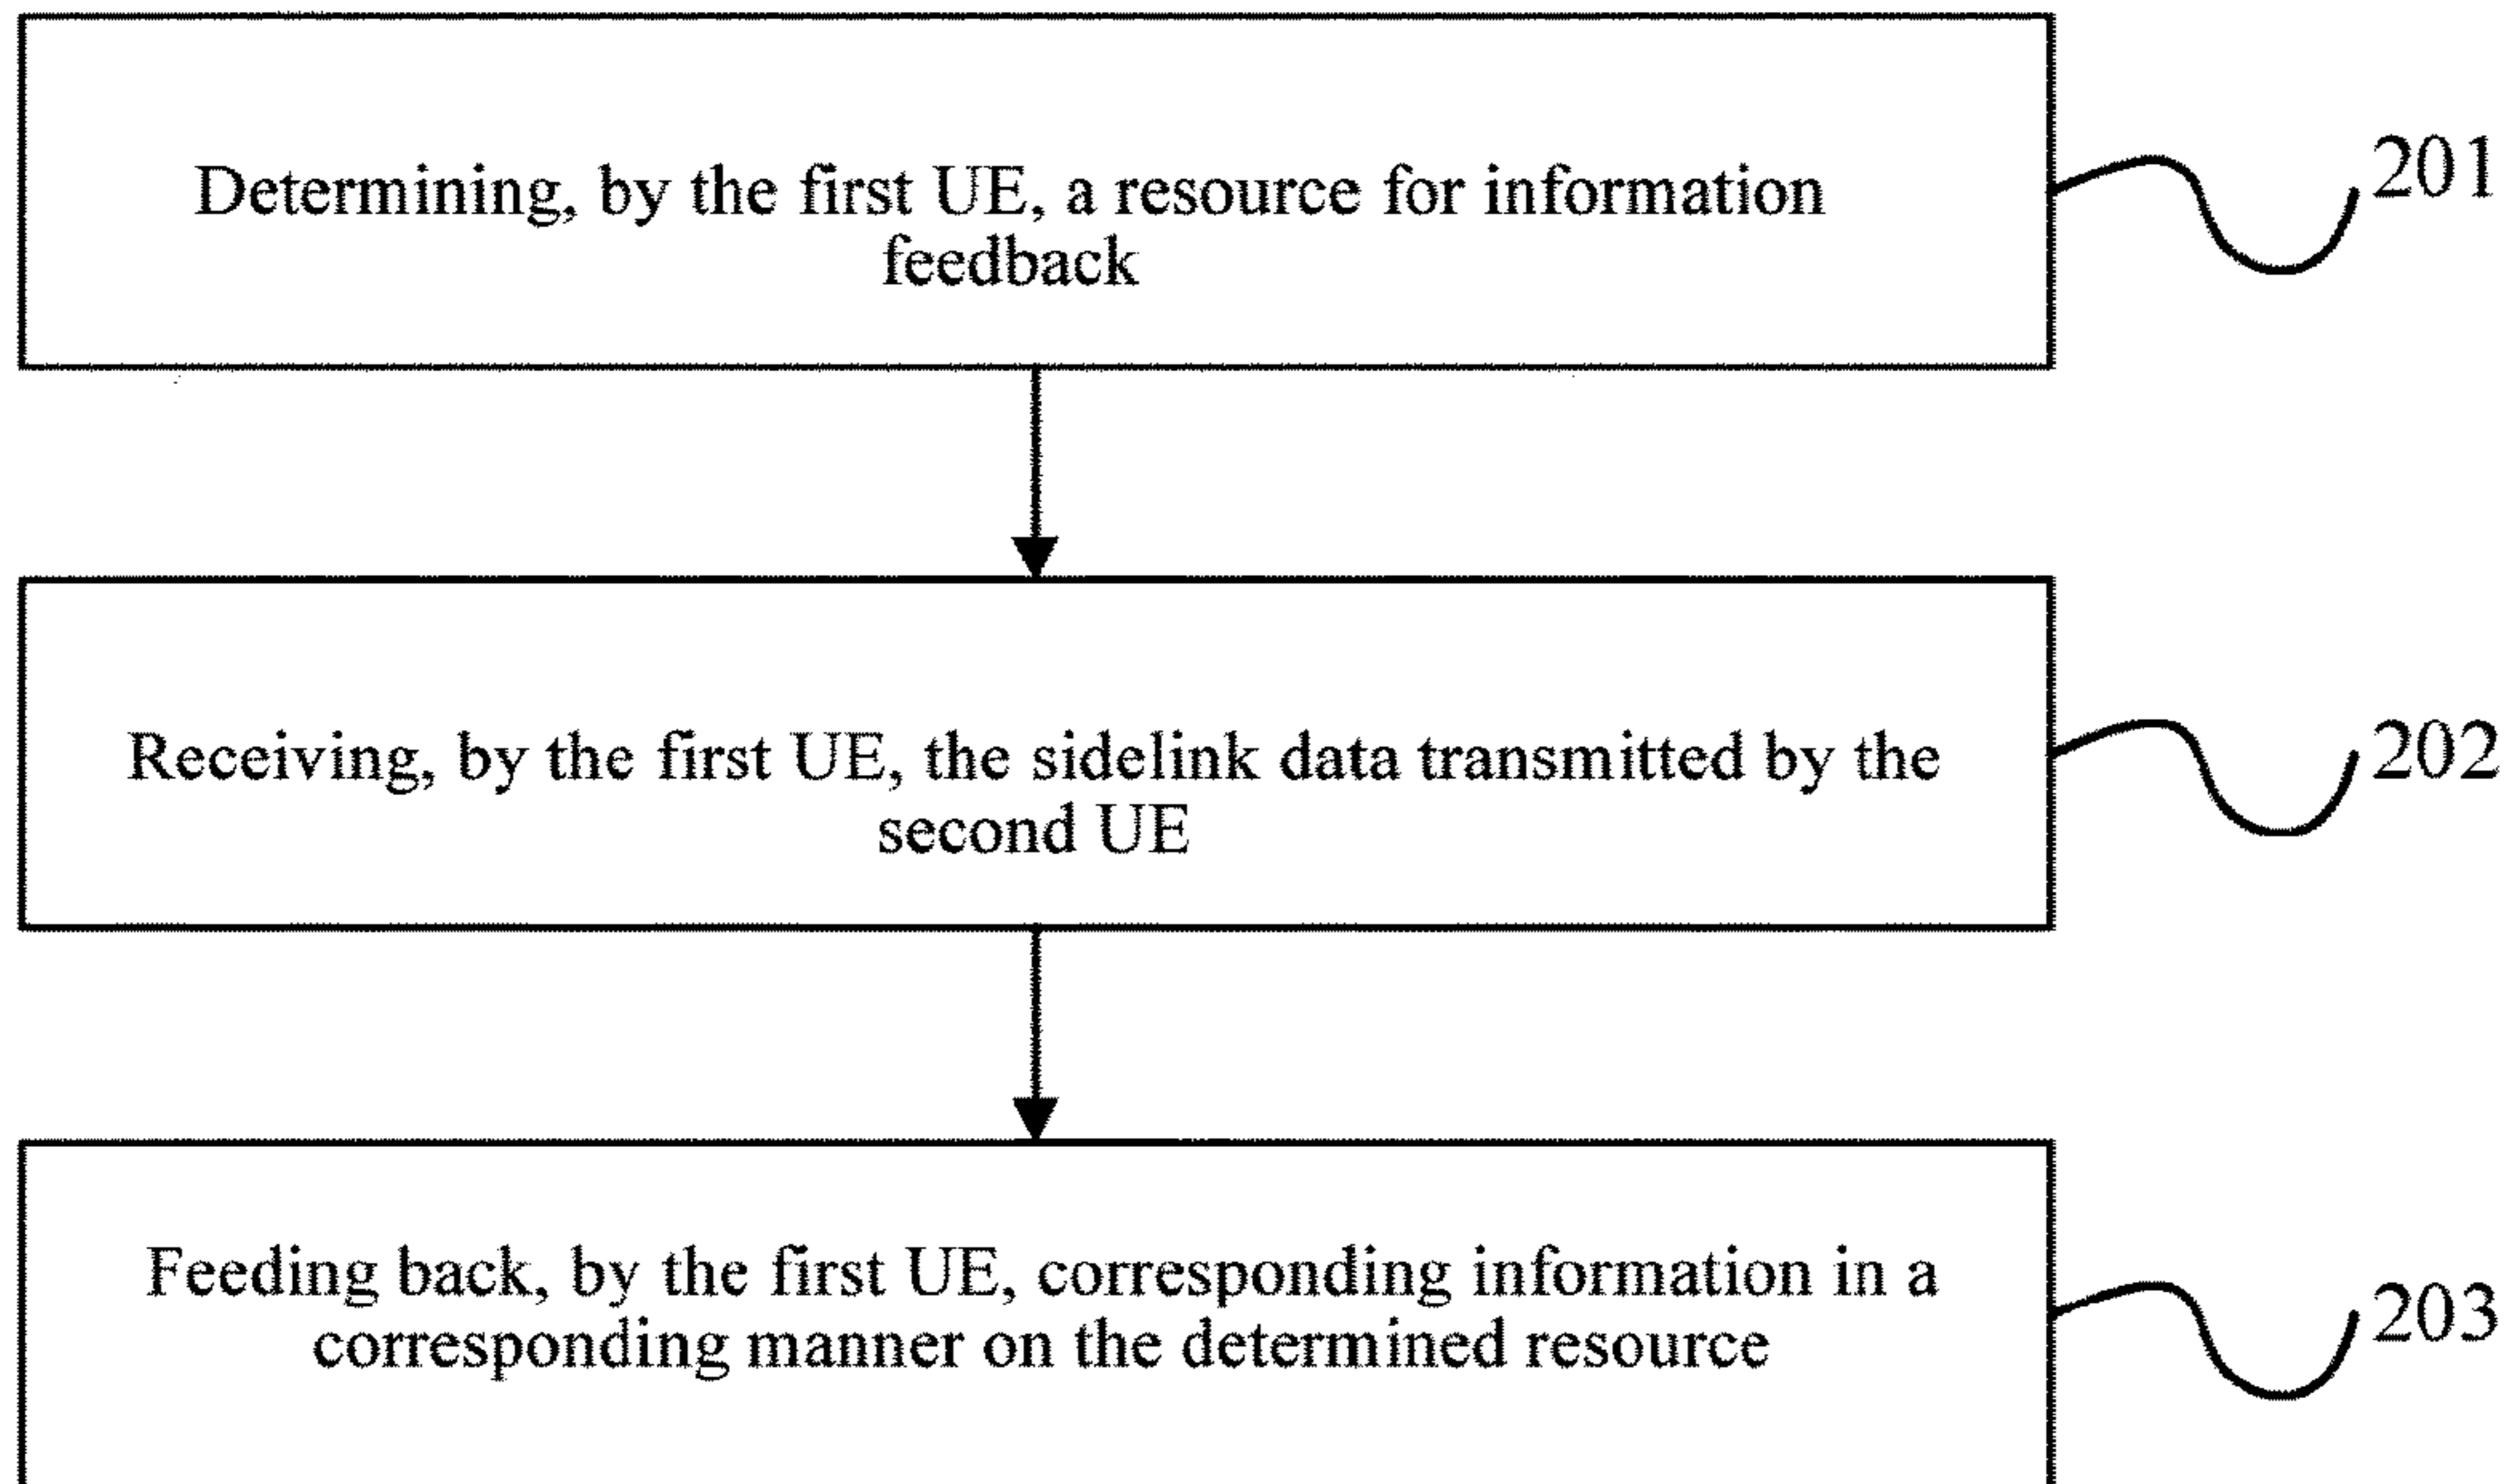 Determining, by the first UE, a resource for information
feedback
201
Receiving, by the first UE, the sidelink data transmitted by the
second UE
202
Feeding back, by the first UE, corresponding information in a
corresponding manner on the determined resource
203